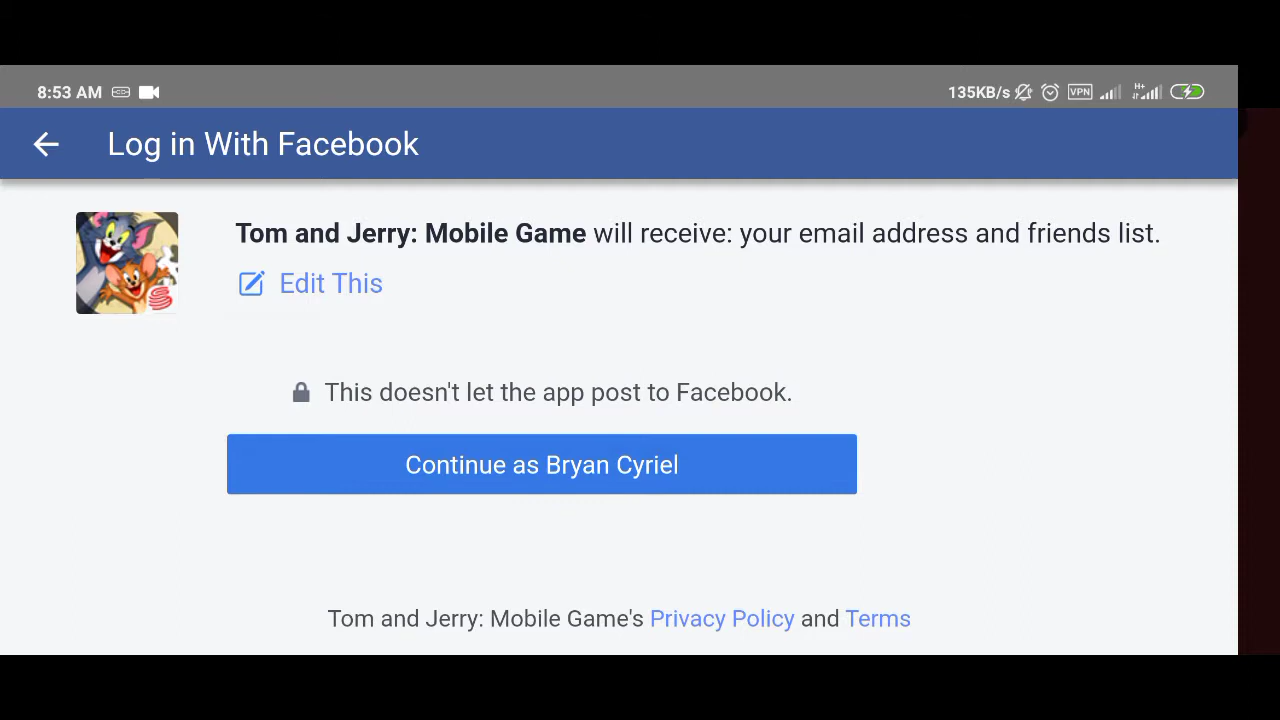 8:53 AM 135KB/s VPN H+
Log in With Facebook
Tom and Jerry: Mobile Game will receive: your email address and friends list.
Edit This
This doesn't let the app post to Facebook.
Continue as Bryan Cyriel
Tom and Jerry: Mobile Game's Privacy Policy and Terms